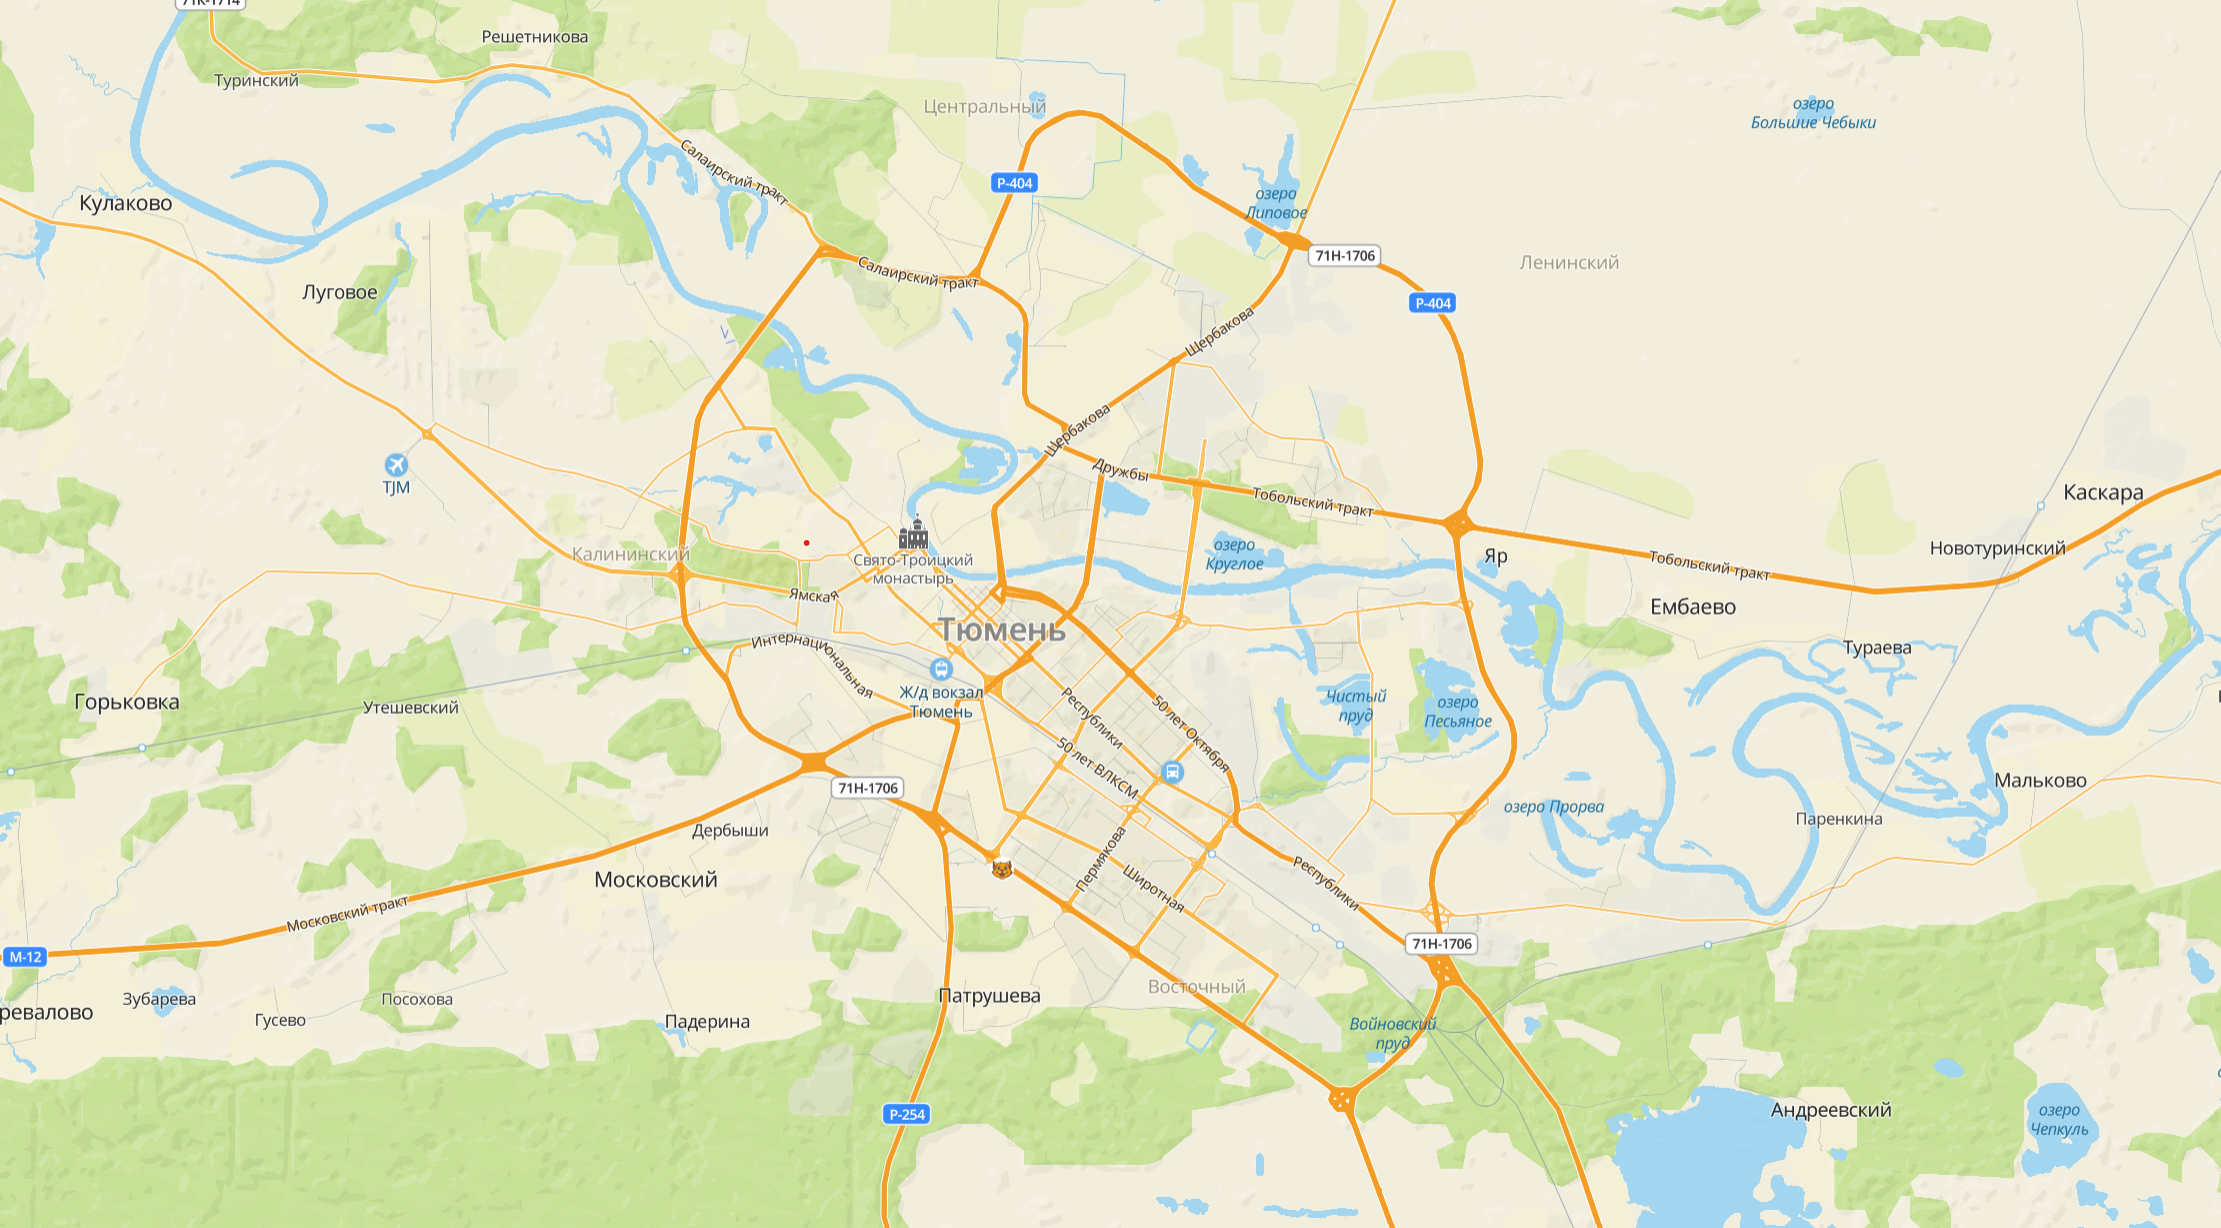 71К-1714
Решетникова
Туринский
Центральный
озеро
Большие Чебыки
Салаирский тракт
Р-404
Кулаково
озеро
Липовое
71Н-1706
Ленинский
Салаирский тракт
Луговое
Р-404
Щербакова
Щербакова
Дружбы
TJM
Тобольский тракт
Каскара
Калининский
Свято-Троицкий
монастырь
озеро
Круглое
Яр
Новотуринский
Тобольский тракт
Ямская
Ембаево
Тюмень
Интернациональная
Тураева
Горьковка
Утешевский
Ж/д вокзал
Тюмень
Республики
50 лет Октября
Чистый
пруд
озеро
Песьяное
50 лет ВЛКСМ
71Н-1706
Мальково
озеро Прорва
Паренкина
Дербыши
Московский
Пермякова
Широтная
Республики
Московский тракт
М-12
71Н-1706
Зубарева
Посохова
Патрушева
Восточный
ревалово
Гусево
Падерина
Войновский
пруд
Р-254
Андреевский
озеро
Чепкуль